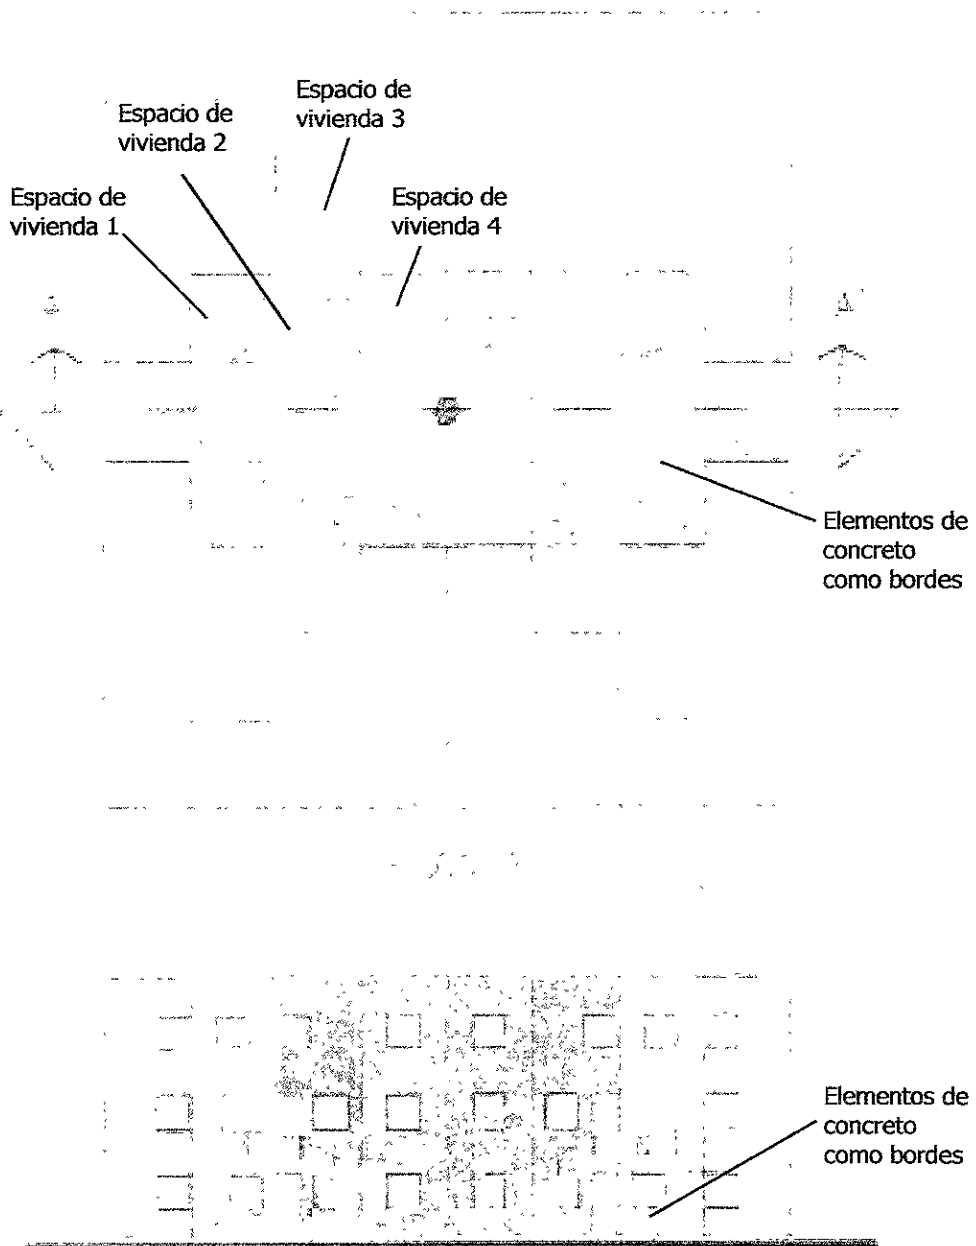 Espacio de
vivienda 3
Espacio de
vivienda 2
Espacio de
vivienda 1
Espacio de
vivienda 4
Elementos de
concreto
como bordes
Elementos de
concreto
como bordes